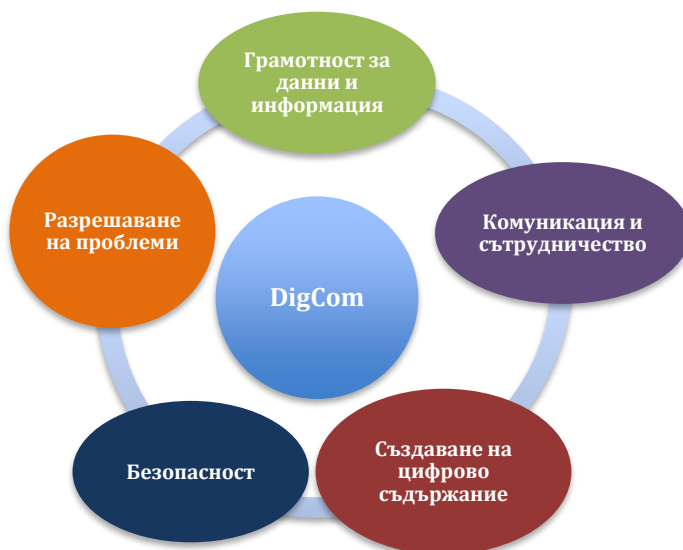 Грамотност за
данни и
информация
Комуникация и
сътрудничество
Създаване на
цифрово
съдържание
Безопасност
Разрешаване
на проблеми
DigCom